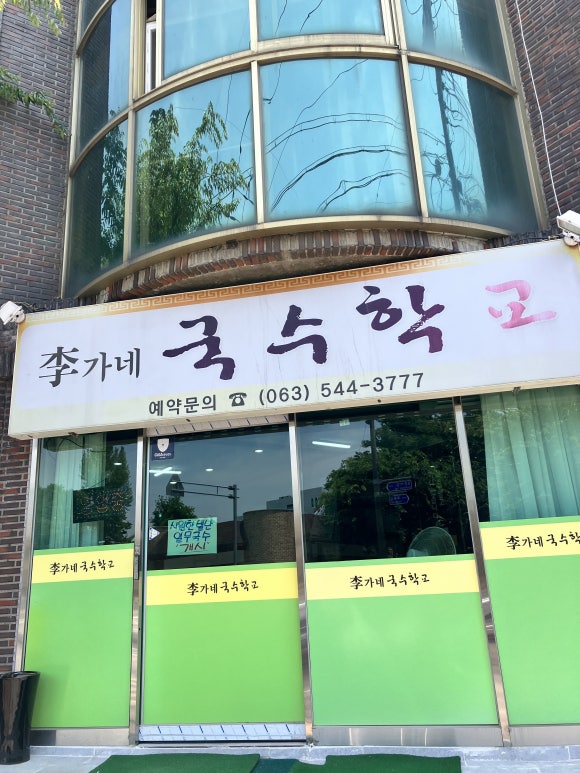 李가네 국수학교
예약문의 ☎ (063) 544-3777
시원한 별난
열무국수
"개시"
李가네국수학교
李가네국수학교
李가네국수학교
李가네국수학교